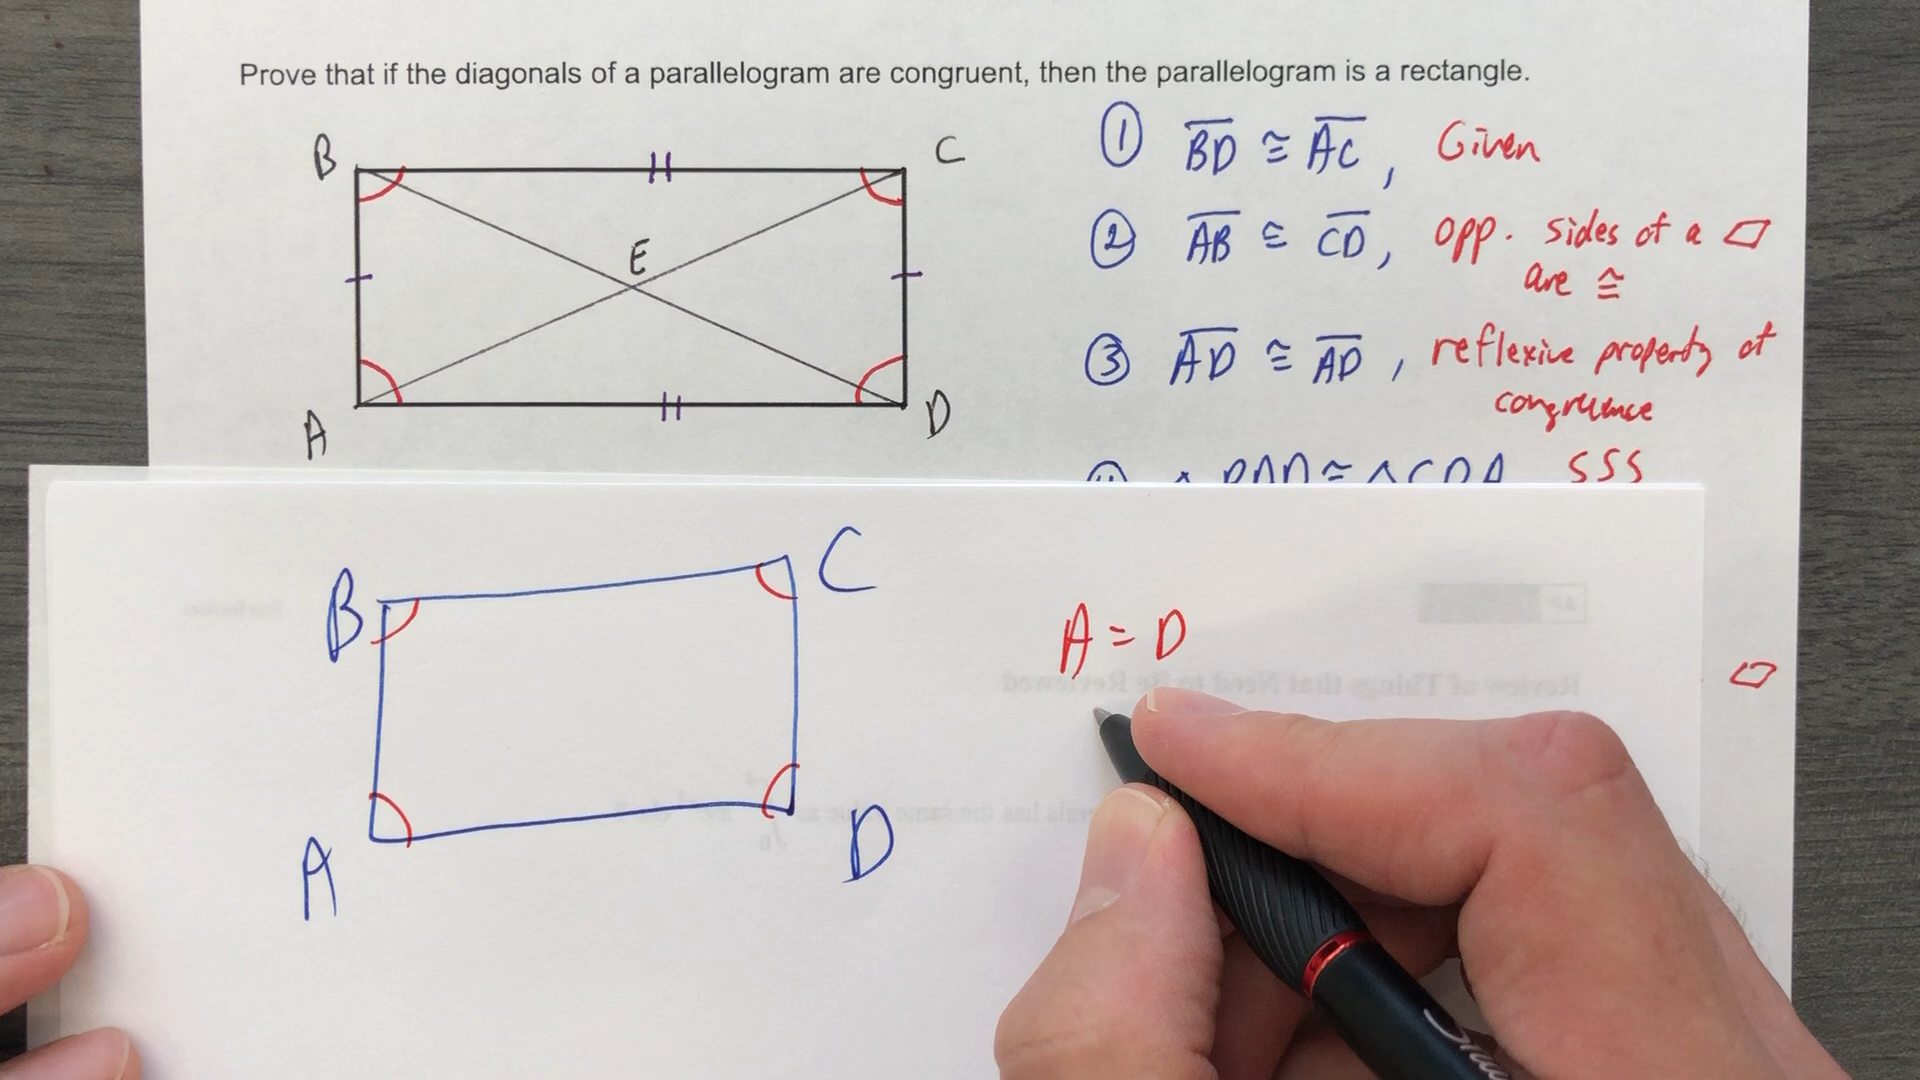 Prove that if the diagonals of a parallelogram are congruent, then the parallelogram is a rectangle.
B
C
E
A
D
① BD ≅ AC, Given
② AB ≅ CD, opp. sides of a ▱
are ≅
③ AD ≅ AD, reflexive property of
congruence
SSS
B
C
A
D
A = D
▱